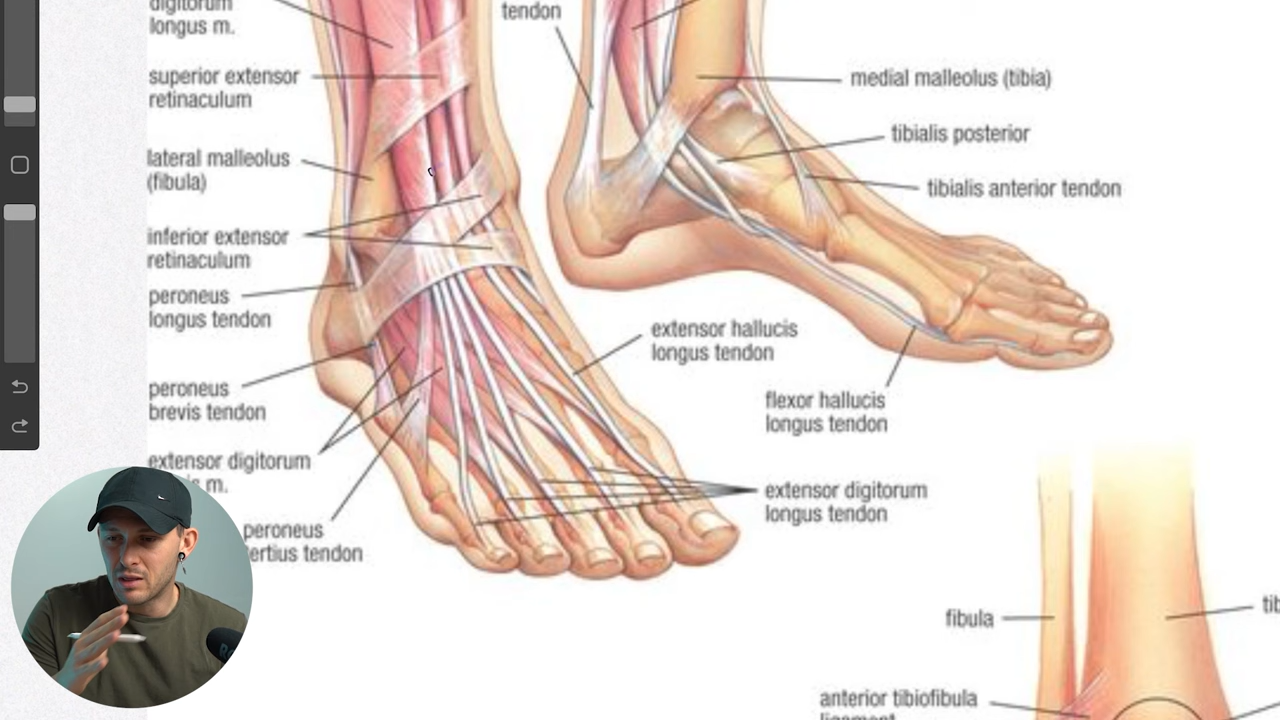 digitorum
longus m.
superior extensor
retinaculum
lateral malleolus
(fibula)
inferior extensor
retinaculum
peroneus
longus tendon
peroneus
brevis tendon
extensor digitorum
m.
peroneus
tendon
tendon
medial malleolus (tibia)
tibialis posterior
tibialis anterior tendon
extensor hallucis
longus tendon
flexor hallucis
longus tendon
extensor digitorum
longus tendon
fibula
anterior tibiofibula